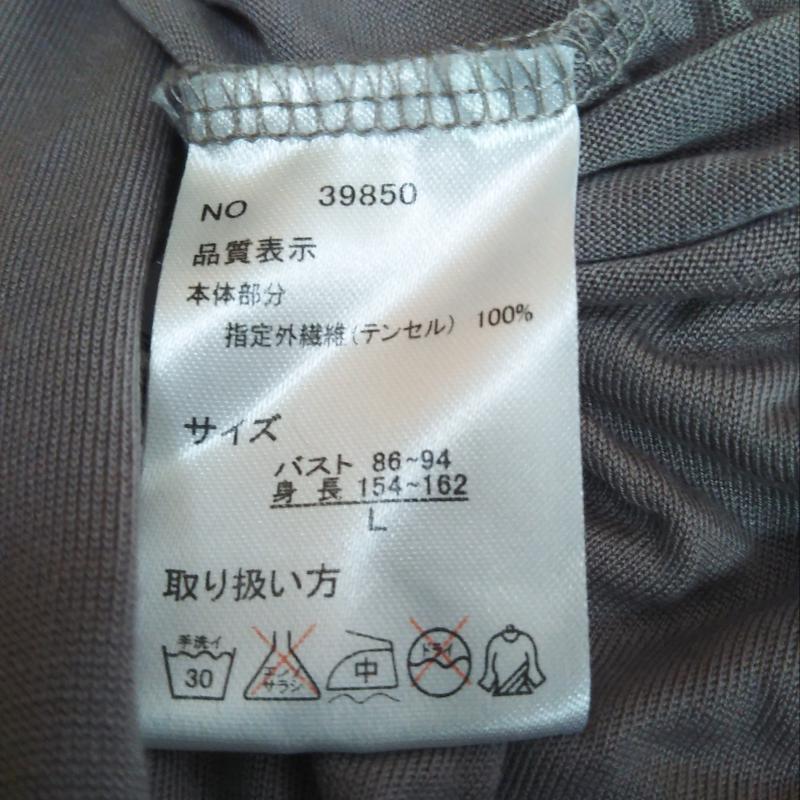 NO 39850
品質表示
本体部分
指定外繊維(テンセル) 100%
サイズ
バスト 86~94
身長 154~162
L
取り扱い方
手洗イ
30
エンソ
サラシ
中
ドライ